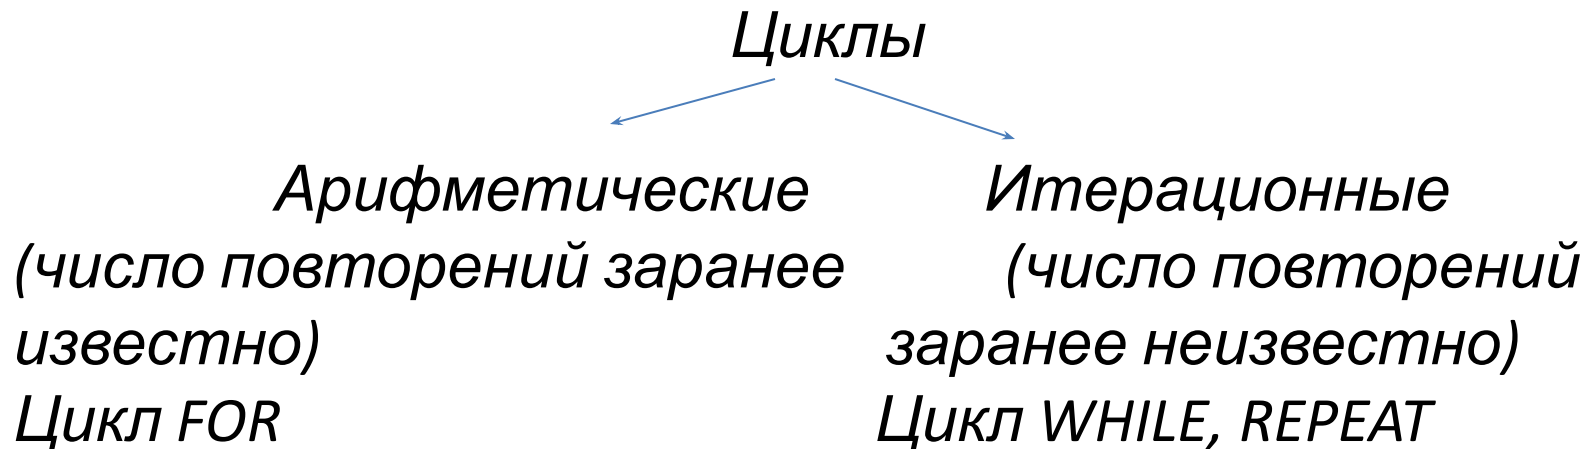 Циклы
Арифметические Итерационные
(число повторений заранее (число повторений
известно) заранее неизвестно)
Цикл FOR Цикл WHILE, REPEAT